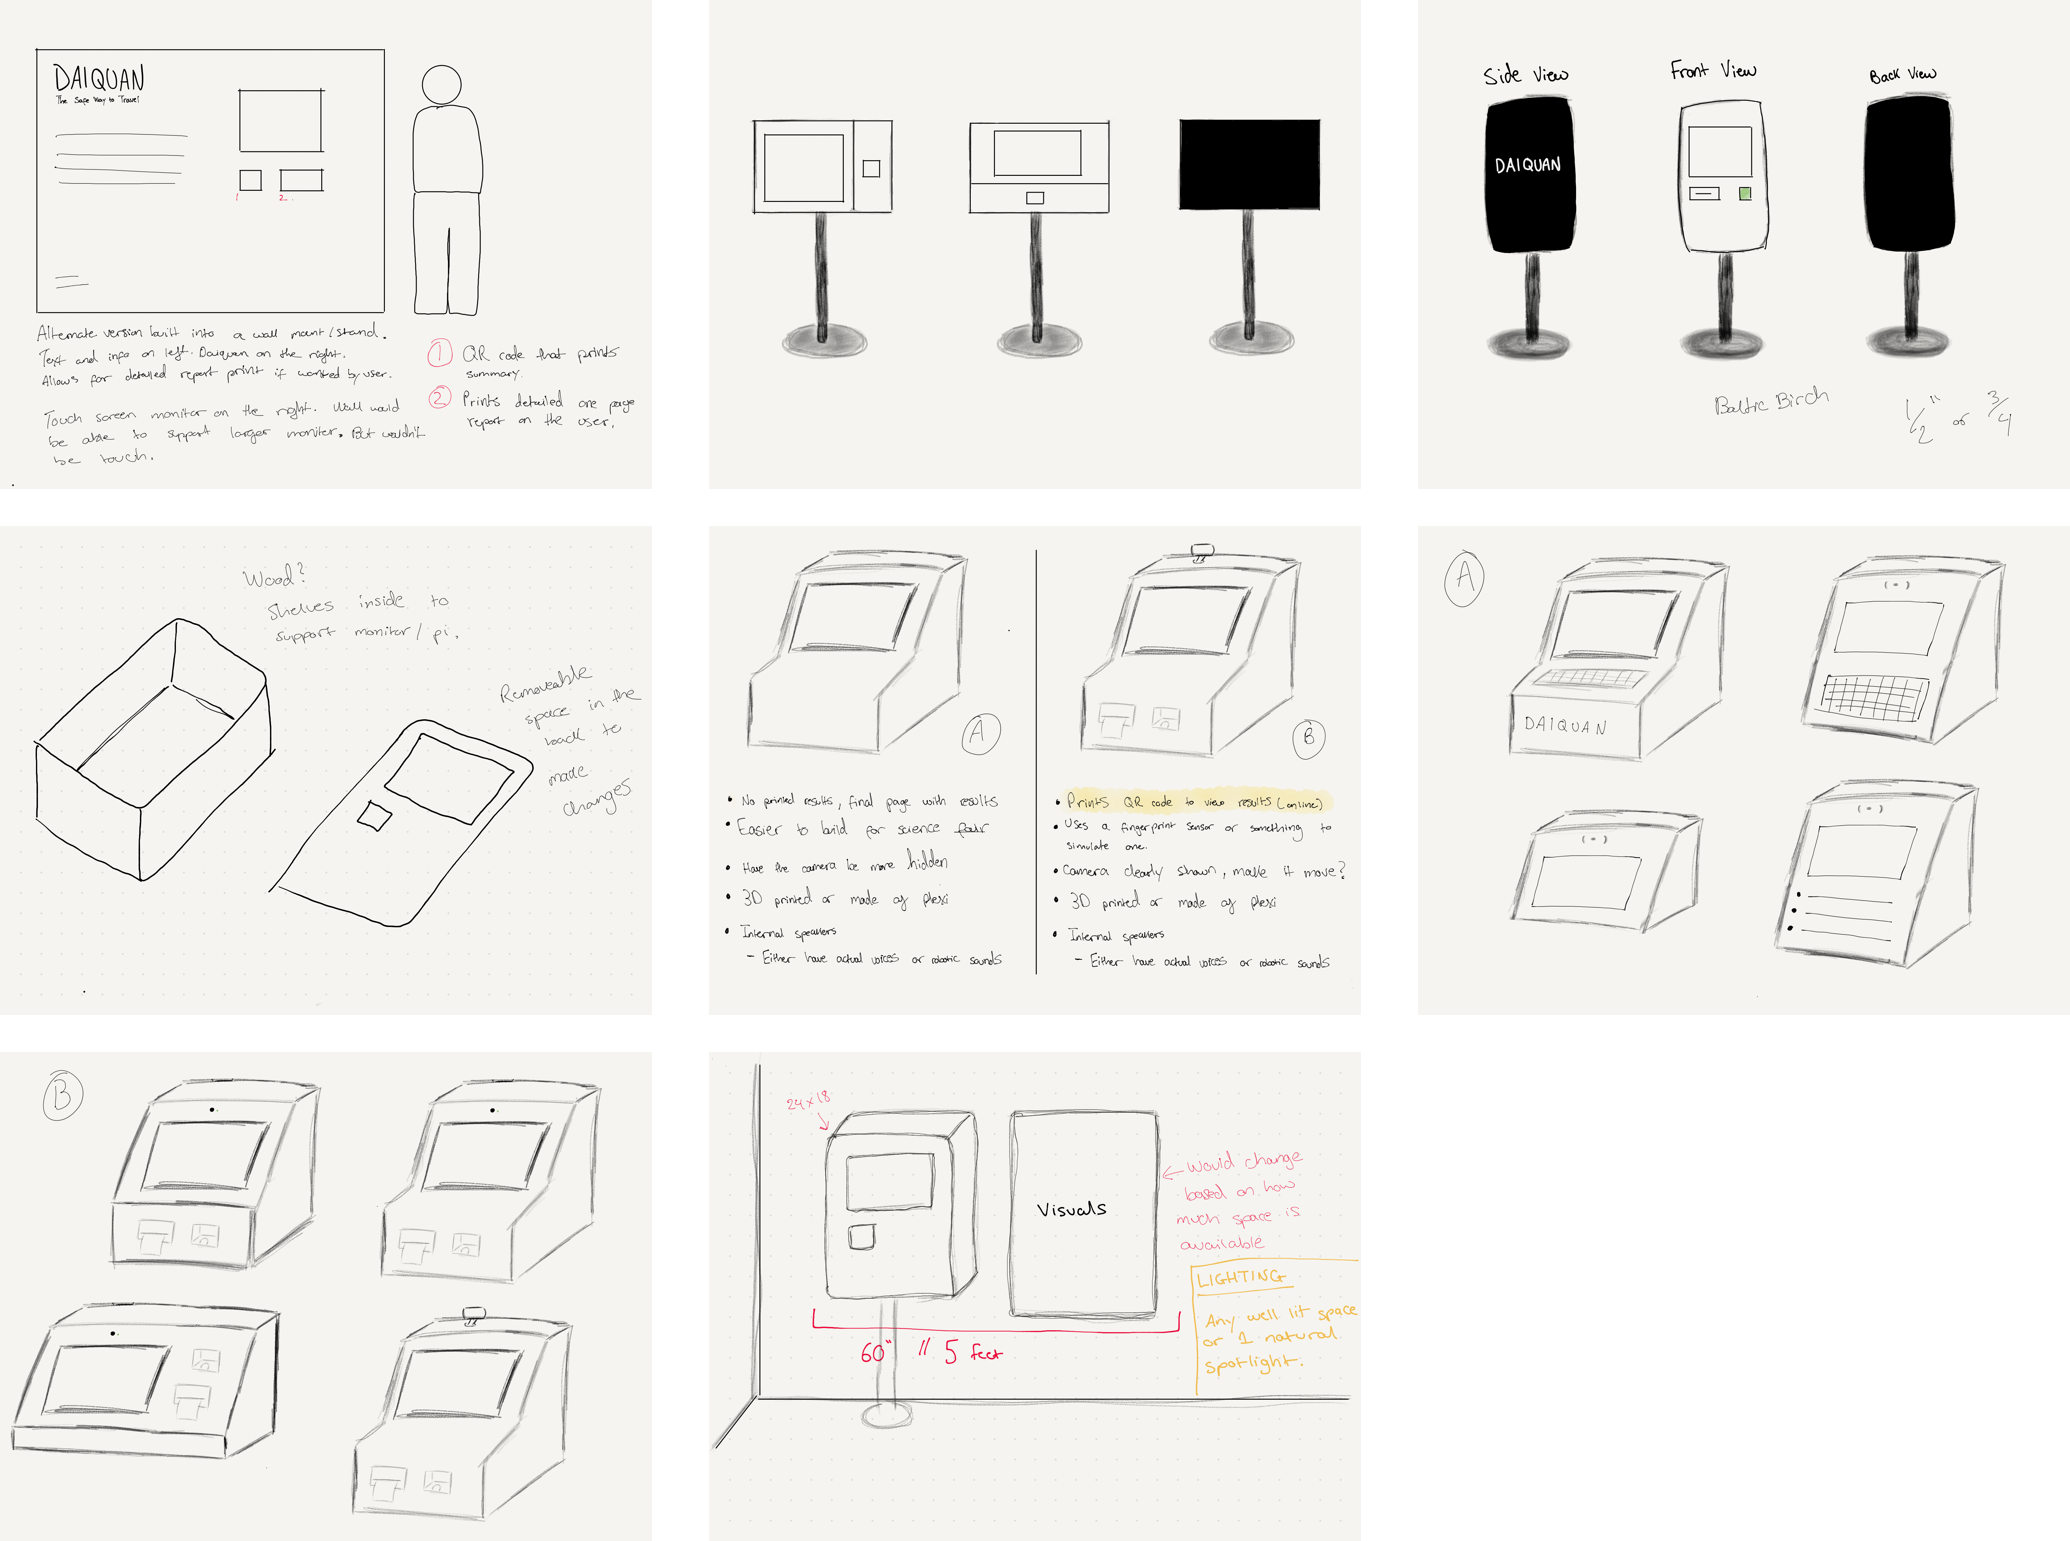 DAIQUAN
The Safe Way to Travel
1
2.
Alternate version built into a wall mount/stand.
Text and info on left. Daiquan on the right.
Allows for detailed report print if wanted by user.
Touch screen monitor on the right. Wall would
be able to support larger monitor. But wouldn't
be touch.
1 QR code that prints
summary.
2. Prints detailed one page
report on the user.
Side View
Front View
Back View
DAIQUAN
Baltic Birch
1/2" or 3/4
Wood?
Shelves inside to
support monitor/pi.
Removeable
space in the
back to
made
changes
A
B
• No printed results, final page with results
• Easier to build for science fair
• Have the camera be more hidden
• 3D printed or made of plexi
• Internal speakers
- Either have actual voices or robotic sounds
• Prints QR code to view results (online)
• Uses a fingerprint sensor or something to
simulate one.
• Camera clearly shown, make it move?
• 3D printed or made of plexi
• Internal speakers
- Either have actual voices or robotic sounds
A
DAIQUAN
B
24x18
Visuals
Would change
based on how
much space is
available
60" // 5 feet
LIGHTING
Any well lit space
or 1 natural
spotlight.